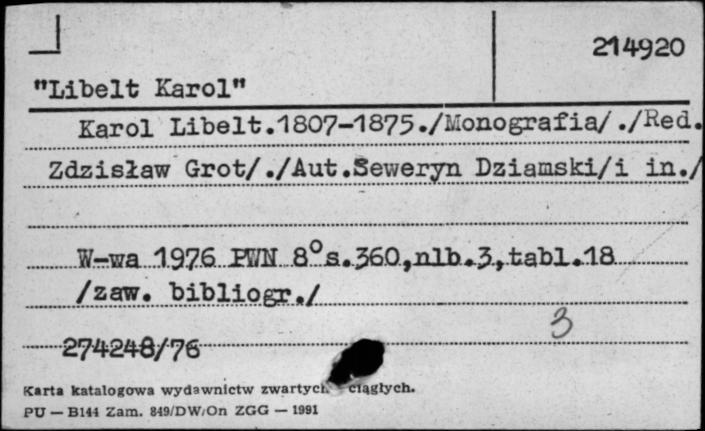 214920
"Libelt Karol"
Karol Libelt.1807-1875./Monografia/./Red.
Zdzisław Grot/./Aut.Seweryn Dziamski/i in./
W-wa 1976 PWN 8° s.360,nlb.3,tabl.18
/zaw. bibliogr./
3
274248/76
Karta katalogowa wydawnictw zwartych ciągłych.
PU — B144 Zam. 849/DW/On ZGG — 1991